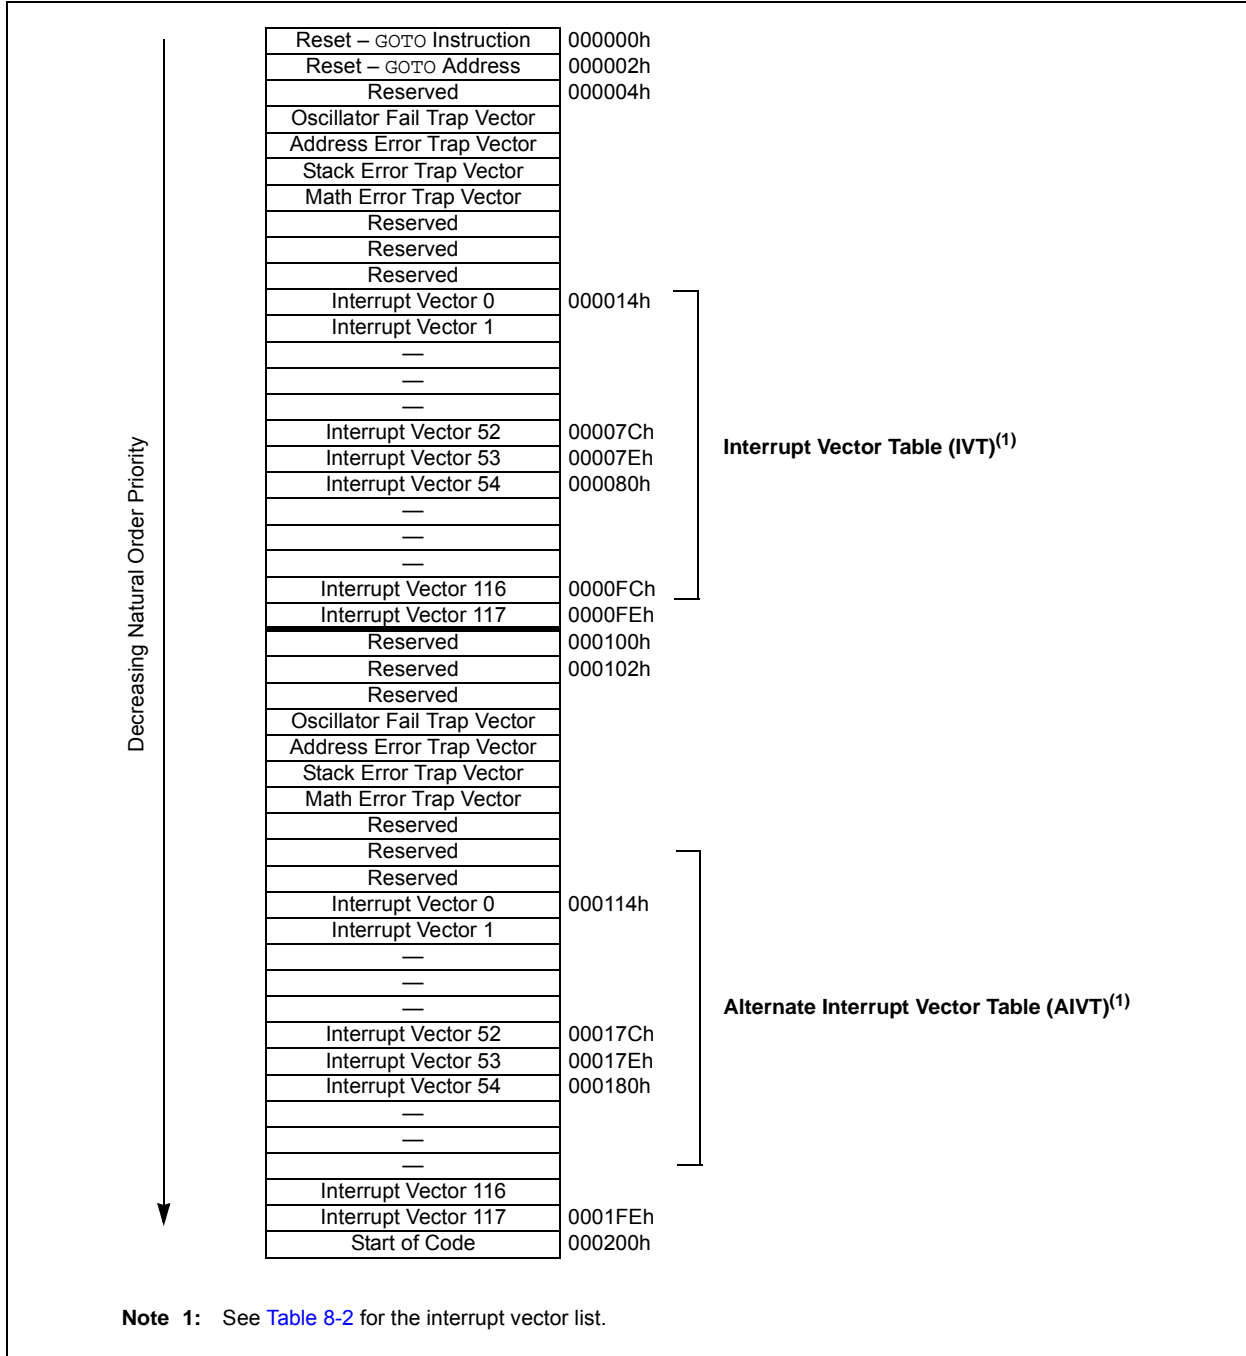 Reset – GOTO Instruction 000000h
Reset – GOTO Address 000002h
Reserved 000004h
Oscillator Fail Trap Vector
Address Error Trap Vector
Stack Error Trap Vector
Math Error Trap Vector
Reserved
Reserved
Reserved
Interrupt Vector 0 000014h
Interrupt Vector 1
—
—
—
Interrupt Vector 52 00007Ch
Interrupt Vector 53 00007Eh
Interrupt Vector 54 000080h
—
—
—
Interrupt Vector 116 0000FCh
Interrupt Vector 117 0000FEh
Reserved 000100h
Reserved 000102h
Reserved
Oscillator Fail Trap Vector
Address Error Trap Vector
Stack Error Trap Vector
Math Error Trap Vector
Reserved
Reserved
Reserved
Interrupt Vector 0 000114h
Interrupt Vector 1
—
—
—
Interrupt Vector 52 00017Ch
Interrupt Vector 53 00017Eh
Interrupt Vector 54 000180h
—
—
—
Interrupt Vector 116
Interrupt Vector 117 0001FEh
Start of Code 000200h
Decreasing Natural Order Priority
Interrupt Vector Table (IVT)(1)
Alternate Interrupt Vector Table (AIVT)(1)
Note 1: See Table 8-2 for the interrupt vector list.